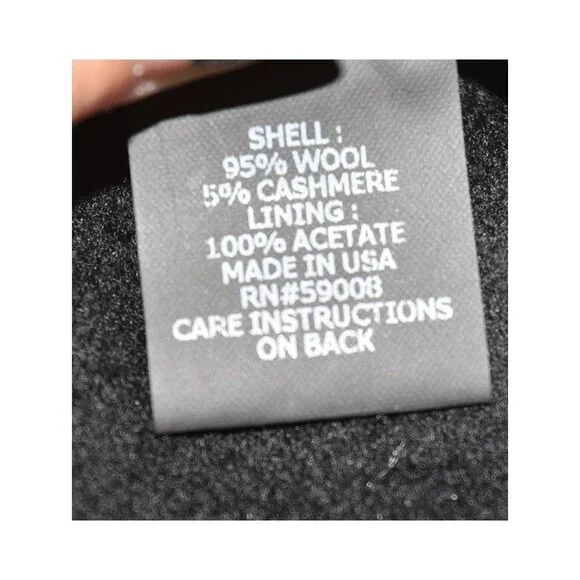 SHELL :
95% WOOL
5% CASHMERE
LINING :
100% ACETATE
MADE IN USA
RN#59008
CARE INSTRUCTIONS
ON BACK